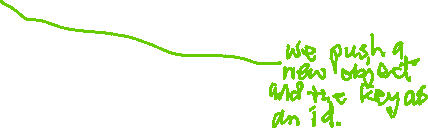 we push a
new object
and the key as
an id.